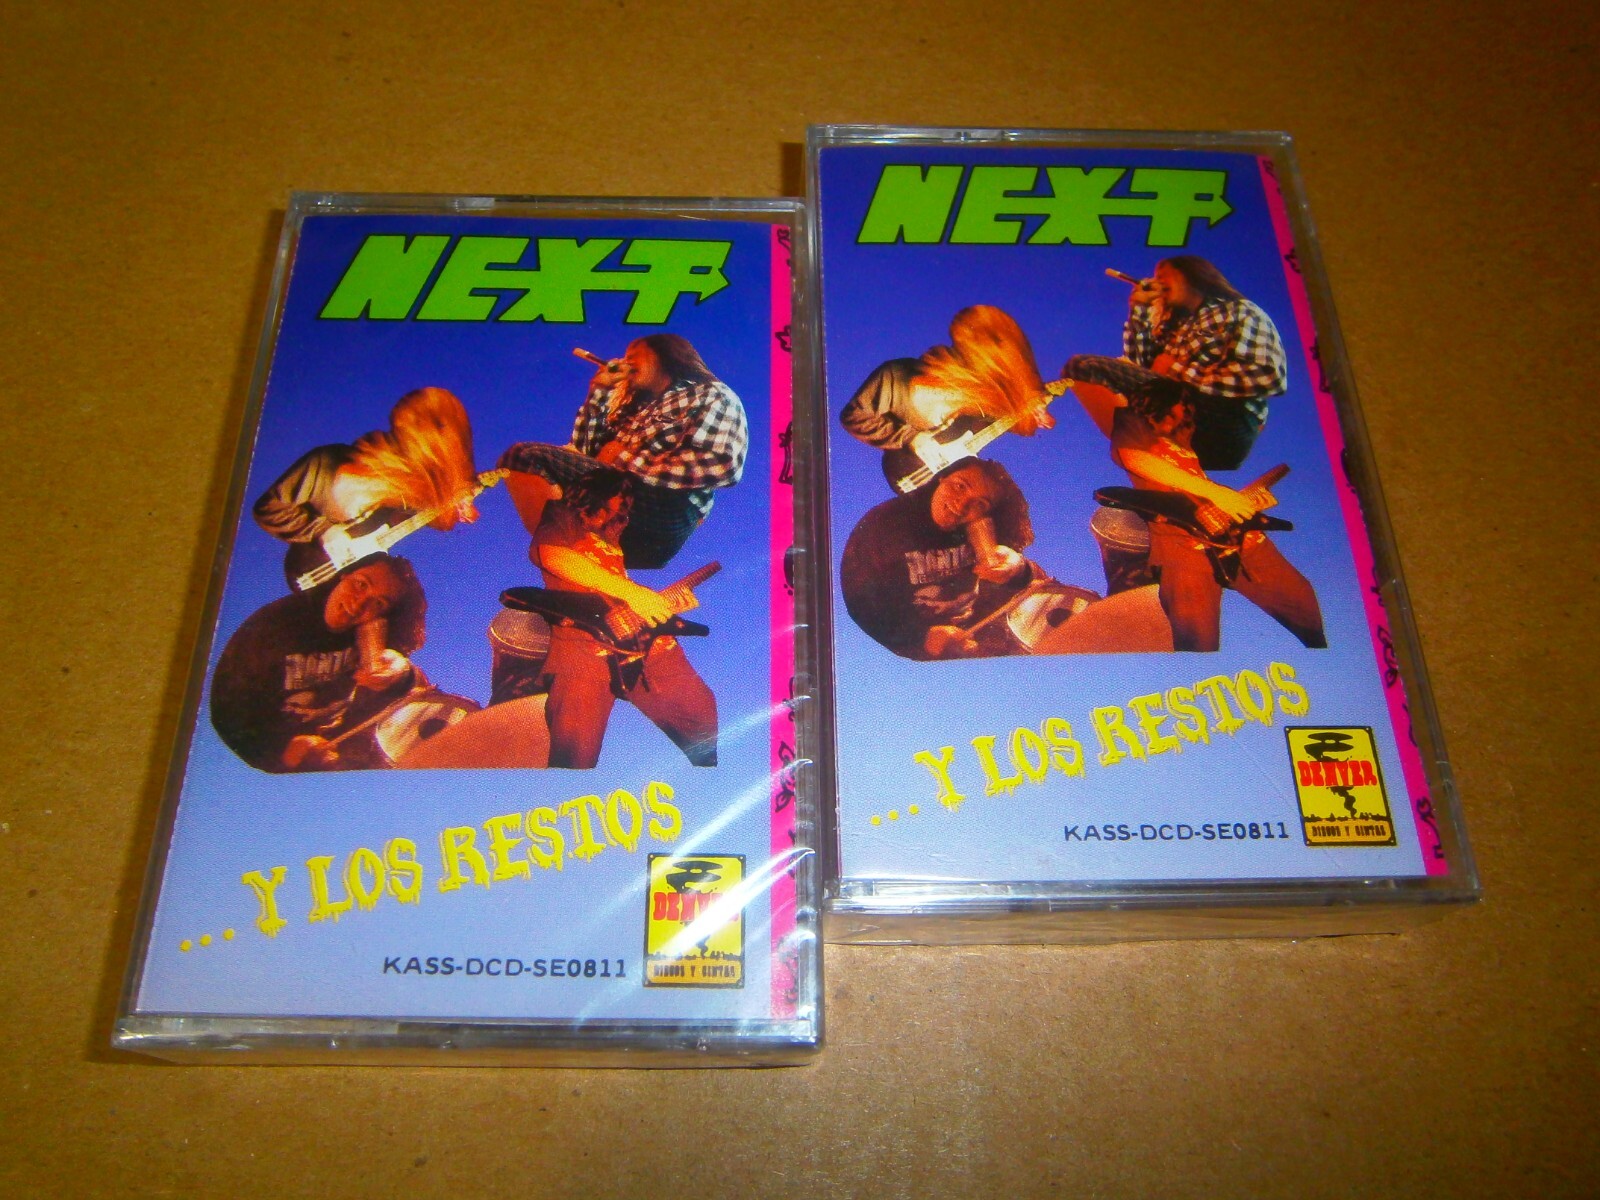 NEXT
... Y LOS RESTOS
KASS-DCD-SE0811
DENVER
DISCOS Y CINTAS
NEXT
... Y LOS RESTOS
KASS-DCD-SE0811
DENVER
DISCOS Y CINTAS